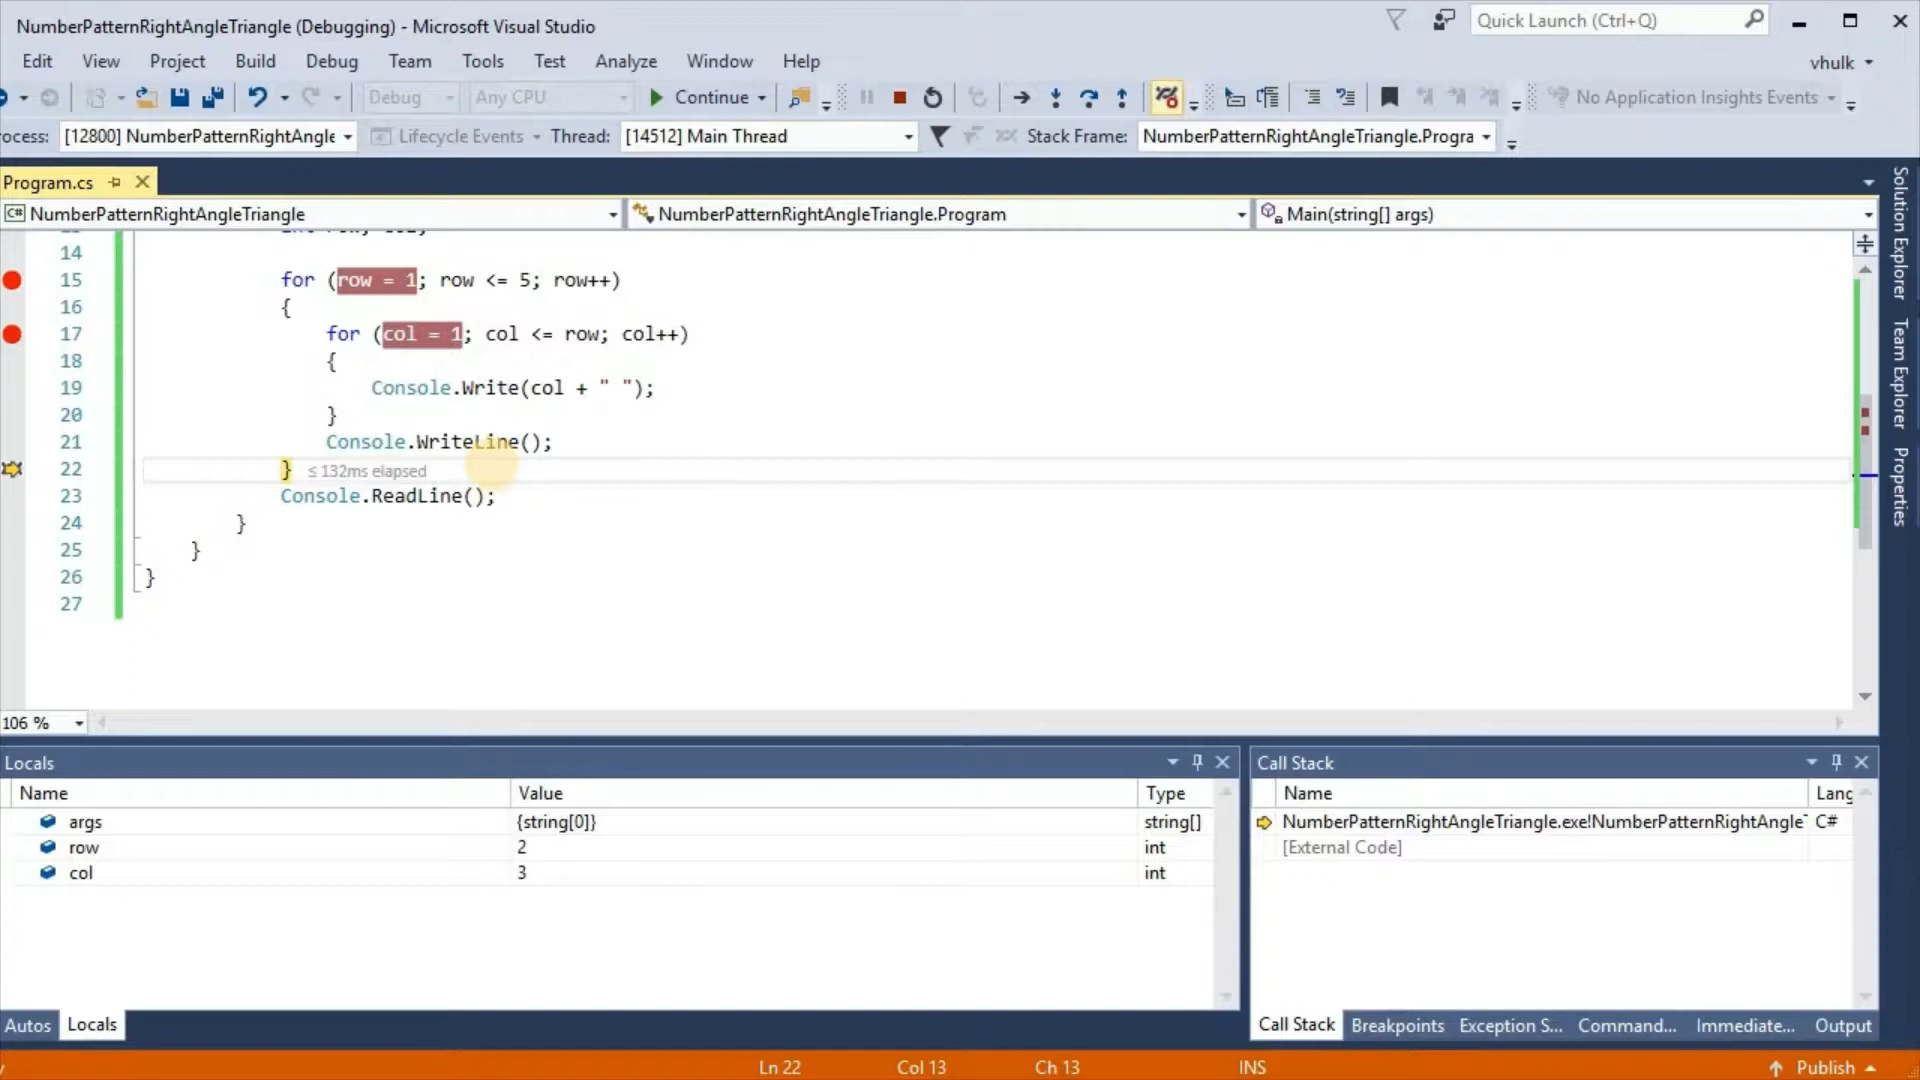 NumberPatternRightAngleTriangle (Debugging) - Microsoft Visual Studio
Quick Launch (Ctrl+Q)
Edit View Project Build Debug Team Tools Test Analyze Window Help
vhulk
Debug Any CPU Continue No Application Insights Events
ocess: [12800] NumberPatternRightAngle Lifecycle Events Thread: [14512] Main Thread Stack Frame: NumberPatternRightAngleTriangle.Progra
Program.cs
C# NumberPatternRightAngleTriangle NumberPatternRightAngleTriangle.Program Main(string[] args)
14
15 for (row = 1; row <= 5; row++)
16 {
17 for (col = 1; col <= row; col++)
18 {
19 Console.Write(col + " ");
20 }
21 Console.WriteLine();
22 } ≤ 132ms elapsed
23 Console.ReadLine();
24 }
25 }
26 }
27
106 %
Solution Explorer
Team Explorer
Properties
Locals
Name Value Type
args {string[0]} string[]
row 2 int
col 3 int
Autos Locals
Call Stack
Name Lang
NumberPatternRightAngleTriangle.exe!NumberPatternRightAngle C#
[External Code]
Call Stack Breakpoints Exception S... Command... Immediate... Output
Ln 22 Col 13 Ch 13 INS Publish